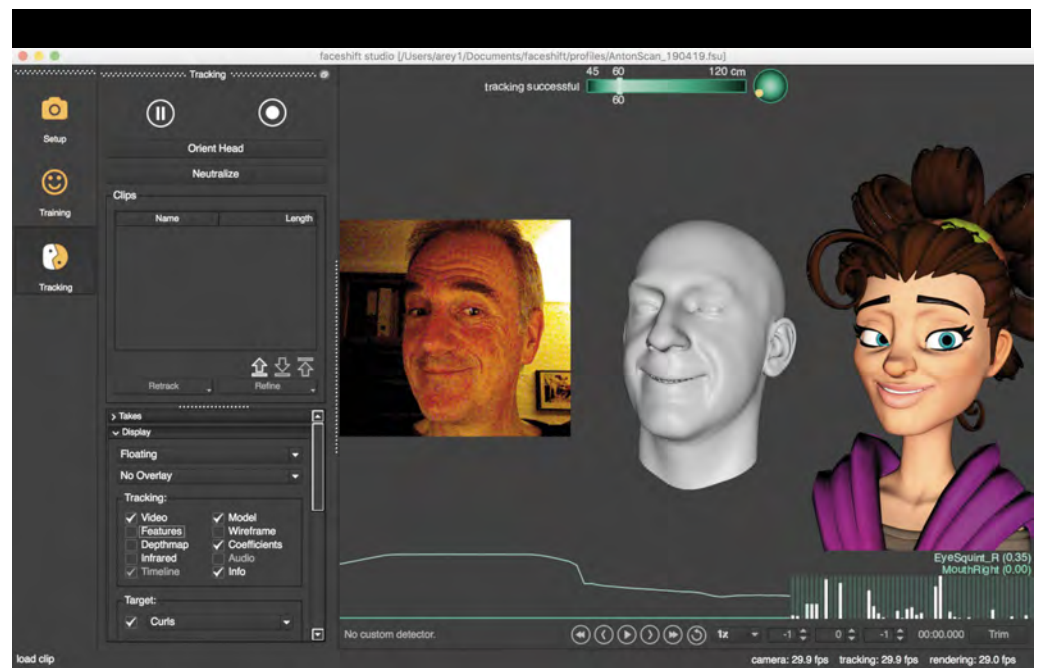 faceshift studio [/Users/arey1/Documents/faceshift/profiles/AntonScan_190419.fsu]
Tracking
45 60 120 cm
tracking successful
60
Setup
Orient Head
Neutralize
Training
Clips
Name Length
Tracking
Retrack Refine
Takes
Display
Floating
No Overlay
Tracking:
Video Model
Features Wireframe
Depthmap Coefficients
Infrared Audio
Timeline Info
EyeSquint_R (0.35)
MouthRight (0.00)
Target:
Curls
No custom detector. 1x -1 0 -1 00:00.000 Trim
load clip camera: 29.9 fps tracking: 29.9 fps rendering: 29.0 fps